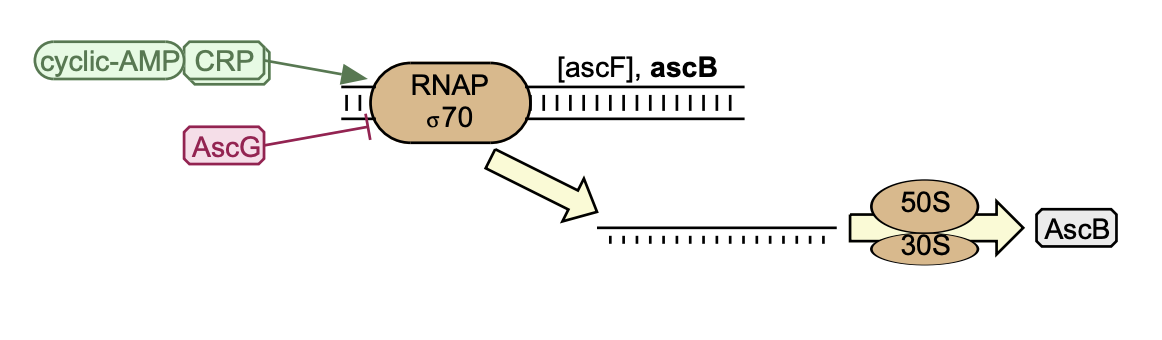 cyclic-AMP
CRP
[ascF], ascB
RNAP
σ70
AscG
50S
30S
AscB